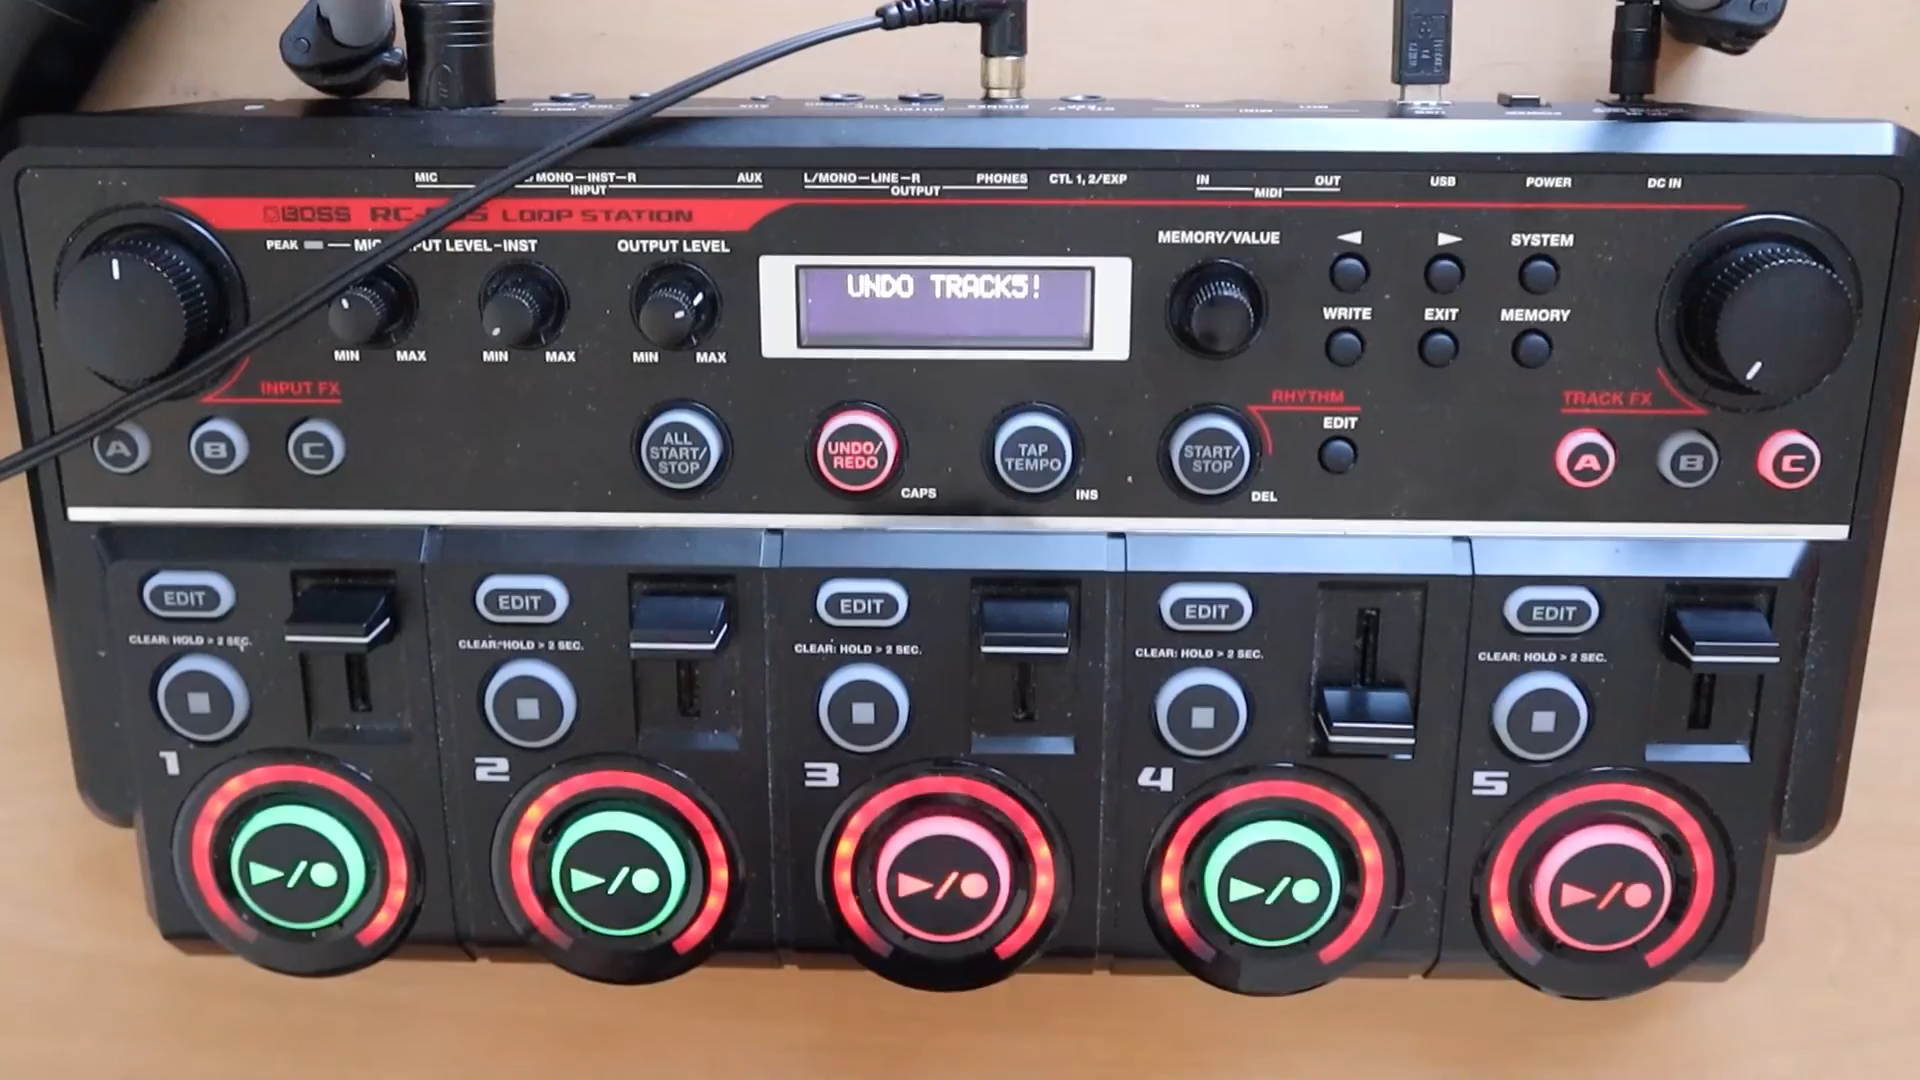 MIC
MONO—INST—R
AUX
INPUT
L/MONO—LINE—R
PHONES
OUTPUT
CTL 1, 2/EXP
IN
OUT
MIDI
USB
POWER
DC IN
BOSS LOOP STATION
PEAK
LEVEL-INST
OUTPUT LEVEL
UNDO TRACK5!
MEMORY/VALUE
SYSTEM
WRITE
EXIT
MEMORY
MIN
MAX
MIN
MAX
MIN
MAX
INPUT FX
RHYTHM
EDIT
TRACK FX
A
B
C
ALL
START/
STOP
UNDO/
REDO
CAPS
TAP
TEMPO
INS
START/
STOP
DEL
A
B
C
EDIT
EDIT
EDIT
EDIT
EDIT
CLEAR: HOLD > 2 SEC.
CLEAR: HOLD > 2 SEC.
CLEAR: HOLD > 2 SEC.
CLEAR: HOLD > 2 SEC.
CLEAR: HOLD > 2 SEC.
1
2
3
4
5